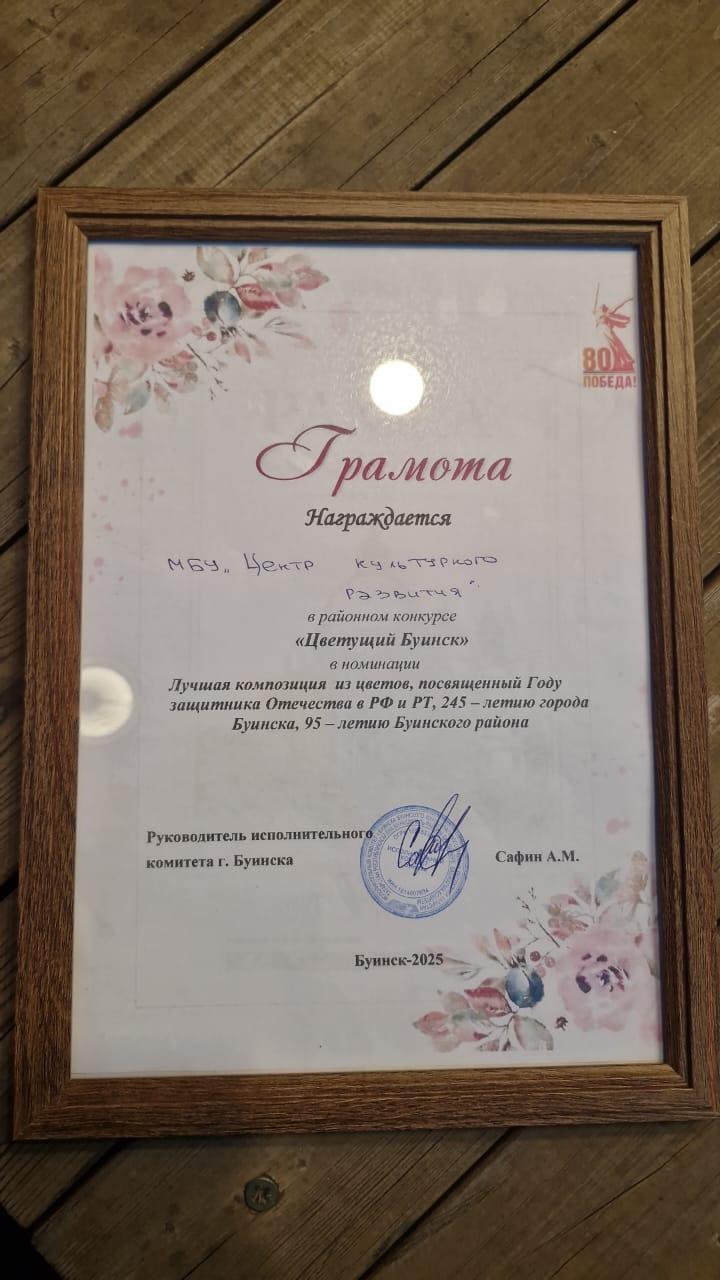 80
ПОБЕДА!
Грамота
Награждается
МБУ „Центр культурного
развития"
в районном конкурсе
«Цветущий Буинск»
в номинации
Лучшая композиция из цветов, посвященный Году
защитника Отечества в РФ и РТ, 245 – летию города
Буинска, 95 – летию Буинского района
Руководитель исполнительного
комитета г. Буинска
Сафин А.М.
Буинск-2025